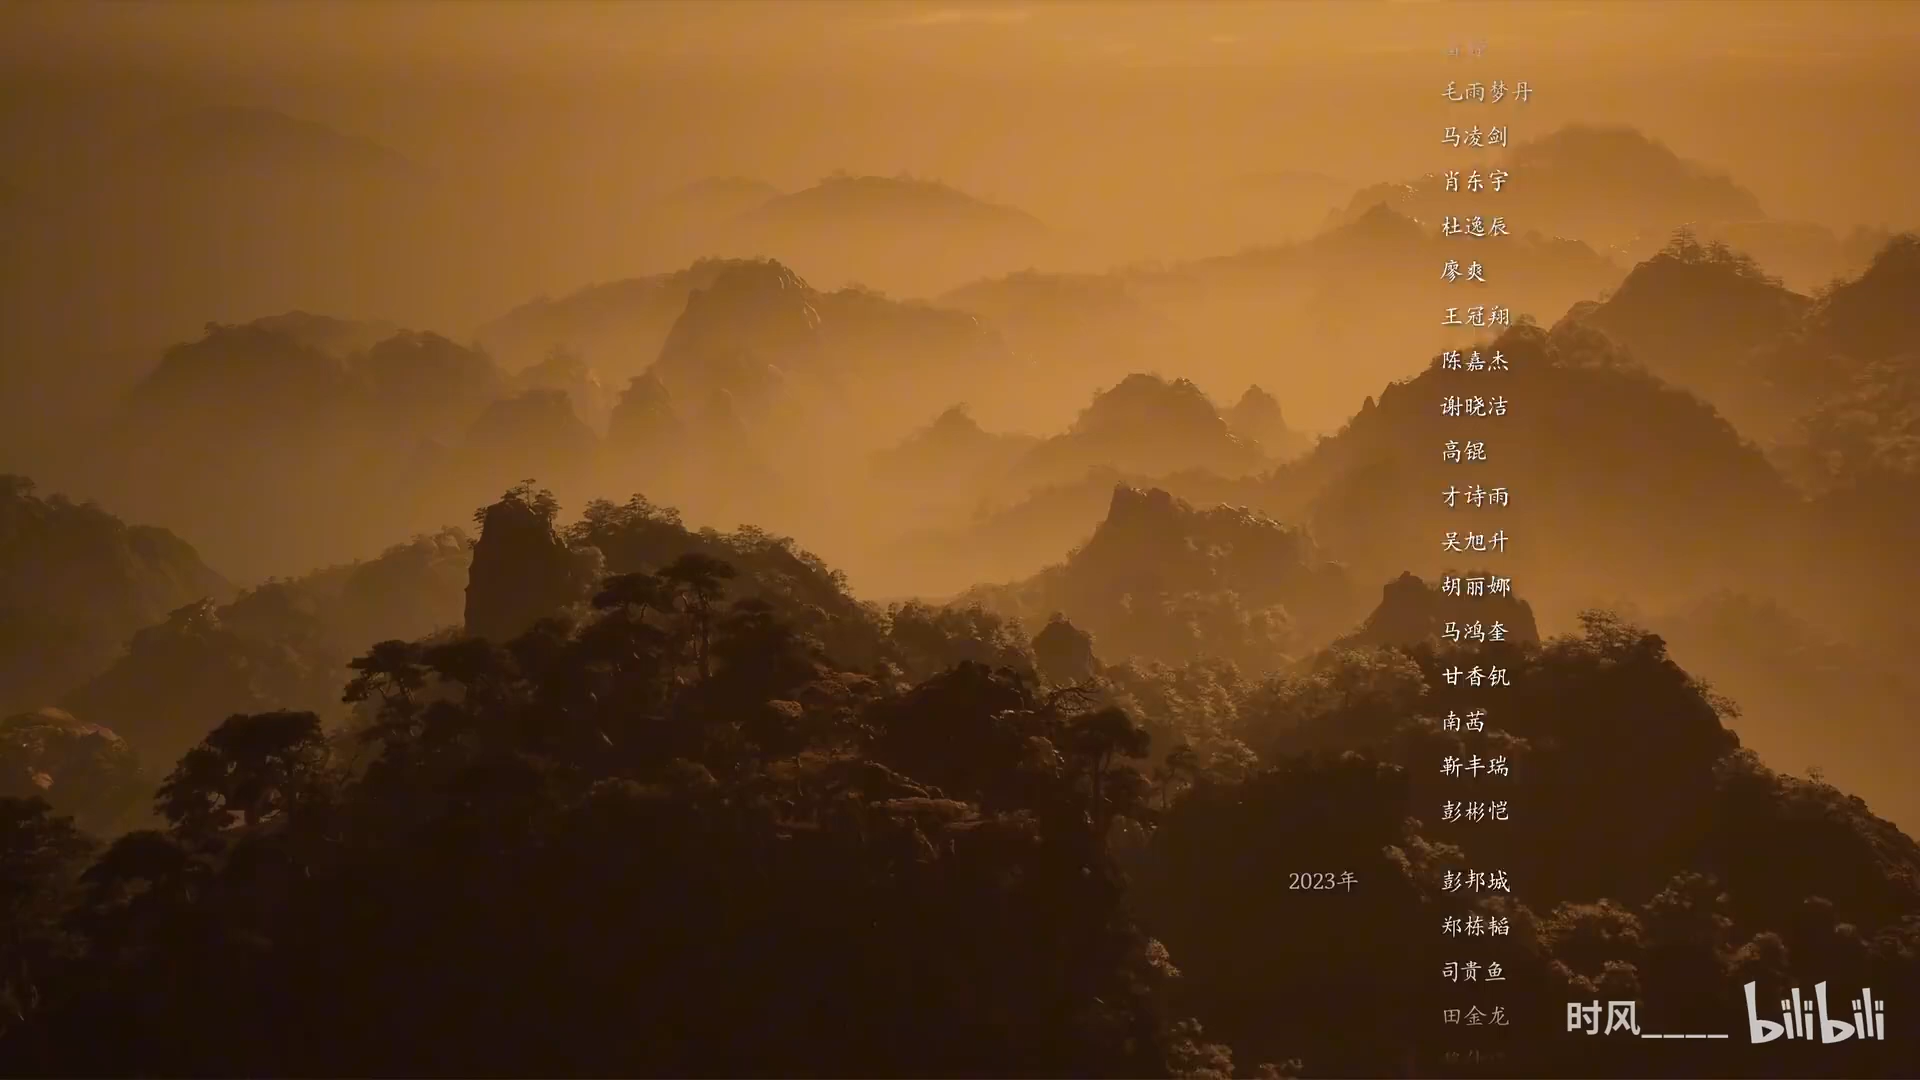 毛雨梦丹
马凌剑
肖东宇
杜逸辰
廖爽
王冠翔
陈嘉杰
谢晓洁
高锟
才诗雨
吴旭升
胡丽娜
马鸿奎
甘香钒
南茜
靳丰瑞
彭彬恺
2023年 彭邦城
郑栋韬
司贵鱼
田金龙
时风____ bilibili